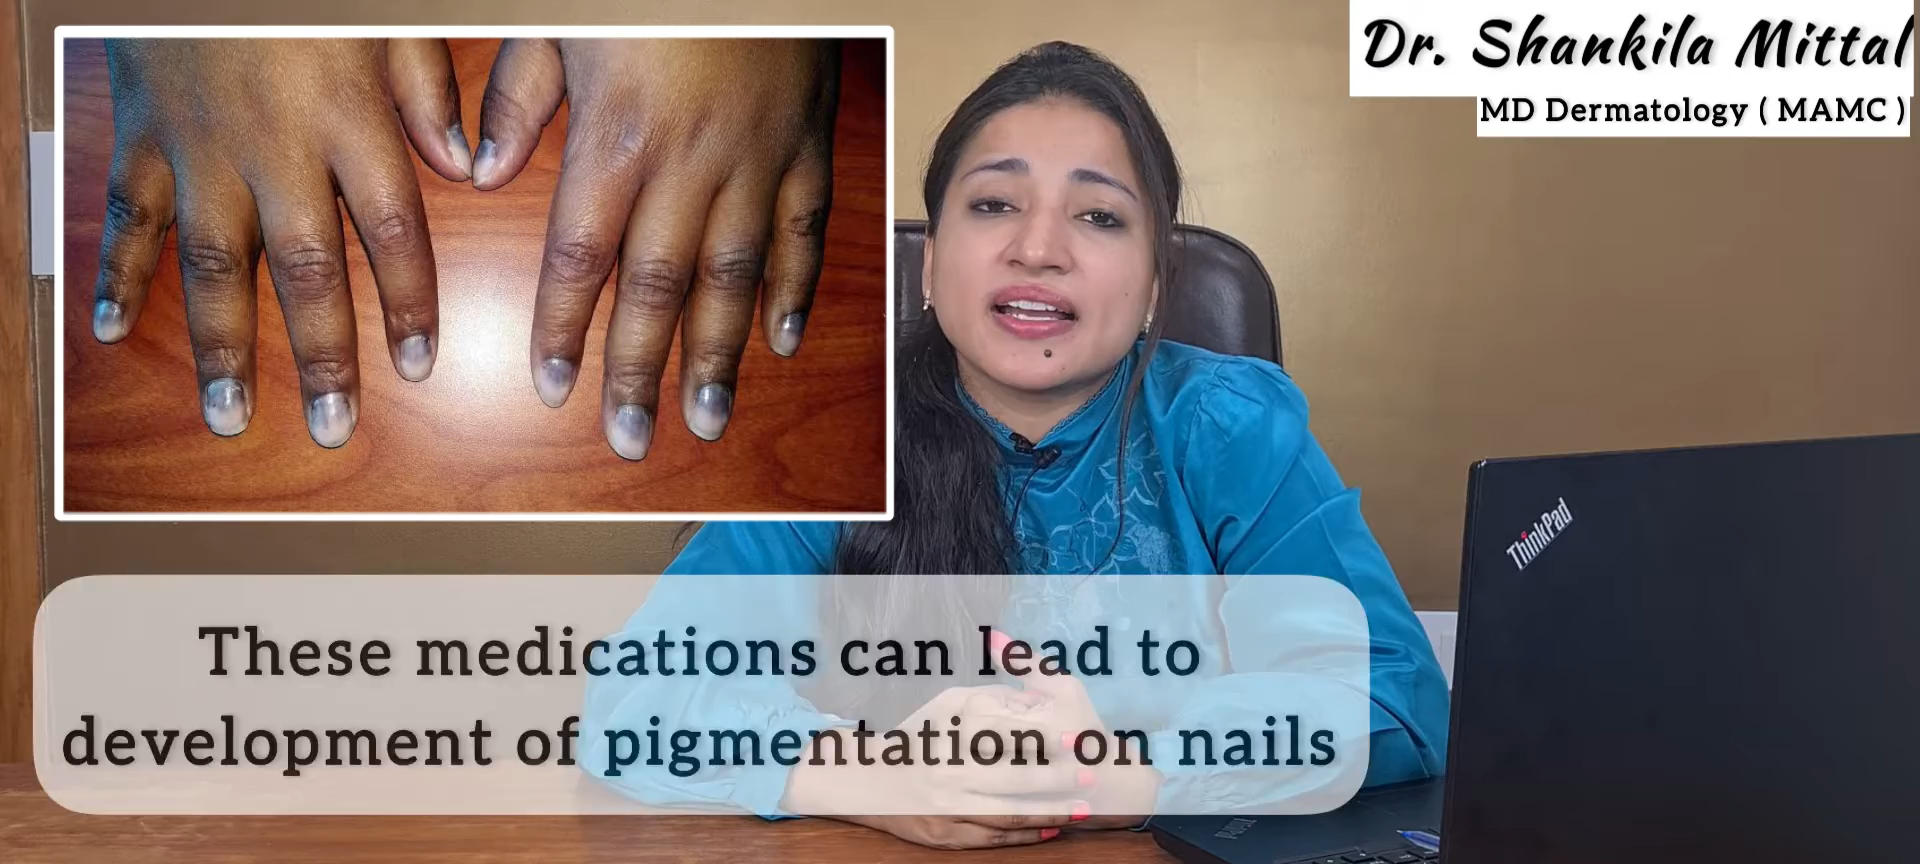 Dr. Shankila Mittal
MD Dermatology ( MAMC )
ThinkPad
These medications can lead to
development of pigmentation on nails